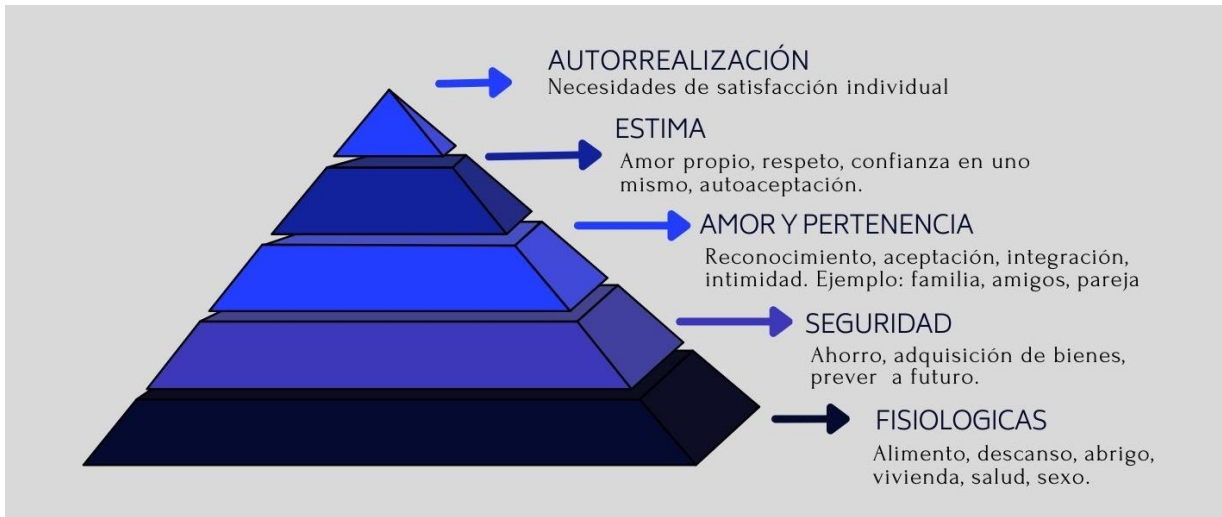 AUTORREALIZACIÓN
Necesidades de satisfacción individual
ESTIMA
Amor propio, respeto, confianza en uno
mismo, autoaceptación.
AMOR Y PERTENENCIA
Reconocimiento, aceptación, integración,
intimidad. Ejemplo: familia, amigos, pareja
SEGURIDAD
Ahorro, adquisición de bienes,
prever a futuro.
FISIOLOGICAS
Alimento, descanso, abrigo,
vivienda, salud, sexo.